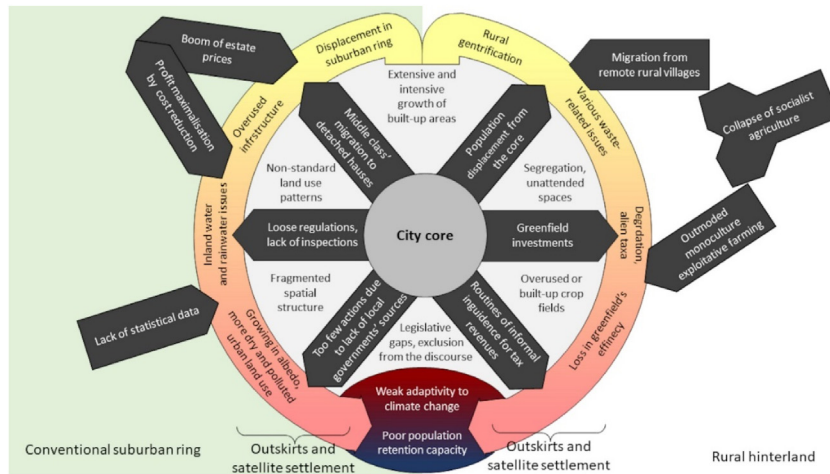 Boom of estate
prices
Profit maximalisation
by cost reduction
Displacement in
suburban ring
Rural
gentrification
Migration from
remote rural villages
Collapse of socialist
agriculture
Overused
infrstructure
Various waste-
related issues
Extensive and
intensive
growth of
built-up areas
Middle class'
migration to
detached hauses
Population
displacement from
the core
Non-standard
land use
patterns
Segregation,
unattended
spaces
Inland water
and rainwater issues
Loose regulations,
lack of inspections
City core
Greenfield
investments
Degrdation,
alien taxa
Outmoded
monoculture
exploitative farming
Fragmented
spatial
structure
Overused or
built-up crop
fields
Lack of statistical data
Growing in albedo,
more dry and polluted
urban land use
Too few actions due
to lack of local
governments' sources
Legislative
gaps, exclusion
from the discourse
Routines of informal
inguidence for tax
revenues
Loss in greenfield's
effinecy
Weak adaptivity to
climate change
Poor population
retention capacity
Conventional suburban ring
Outskirts and
satellite settlement
Outskirts and
satellite settlement
Rural hinterland